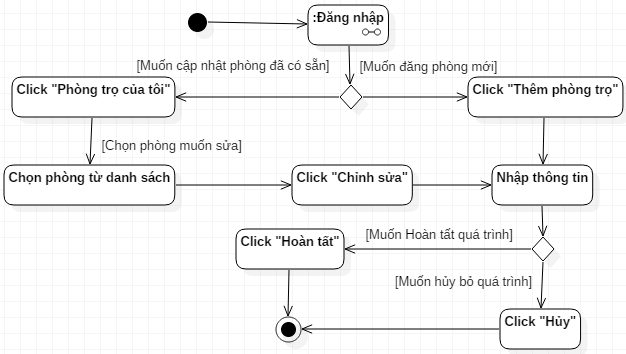 :Đăng nhập
[Muốn cập nhật phòng đã có sẵn]
[Muốn đăng phòng mới]
Click "Phòng trọ của tôi"
Click "Thêm phòng trọ"
[Chọn phòng muốn sửa]
Chọn phòng từ danh sách
Click "Chỉnh sửa"
Nhập thông tin
[Muốn Hoàn tất quá trình]
Click "Hoàn tất"
[Muốn hủy bỏ quá trình]
Click "Hủy"